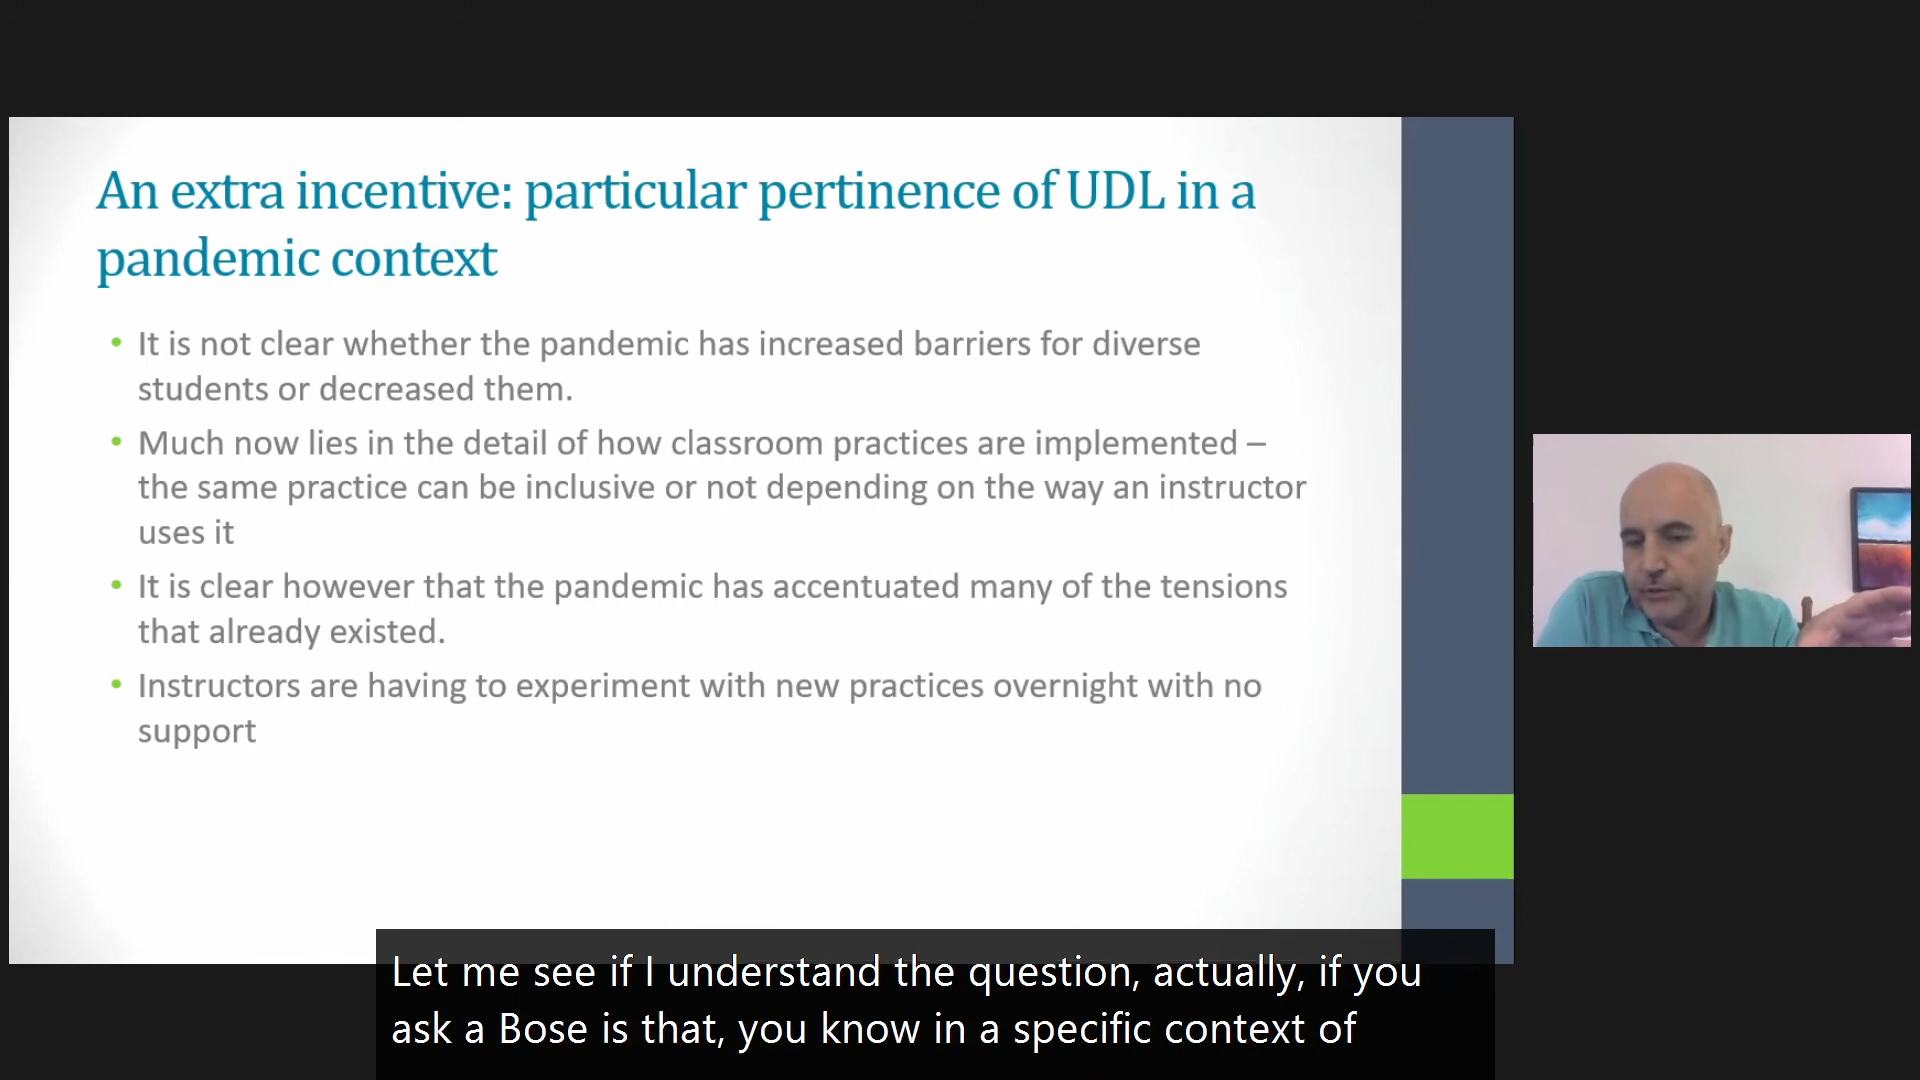 An extra incentive: particular pertinence of UDL in a
pandemic context
• It is not clear whether the pandemic has increased barriers for diverse
students or decreased them.
• Much now lies in the detail of how classroom practices are implemented –
the same practice can be inclusive or not depending on the way an instructor
uses it
• It is clear however that the pandemic has accentuated many of the tensions
that already existed.
• Instructors are having to experiment with new practices overnight with no
support
Let me see if I understand the question, actually, if you
ask a Bose is that, you know in a specific context of